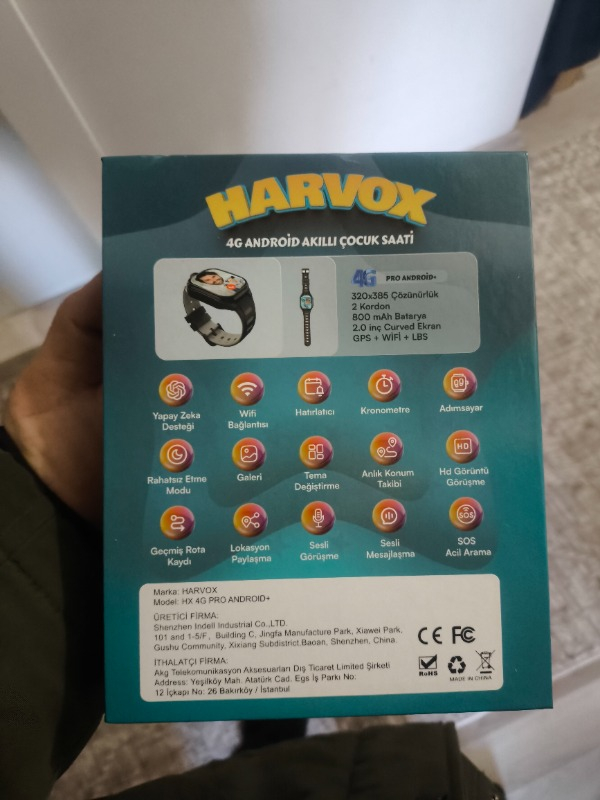 HARVOX
4G ANDROİD AKILLI ÇOCUK SAATİ
4G PRO ANDROİD+
320x385 Çözünürlük
2 Kordon
800 mAh Batarya
2.0 inç Curved Ekran
GPS + WİFİ + LBS
Yapay Zeka
Desteği
Wifi
Bağlantısı
Hatırlatıcı
Kronometre
Adımsayar
Rahatsız Etme
Modu
Galeri
Tema
Değiştirme
Anlık Konum
Takibi
HD
Hd Görüntü
Görüşme
Geçmiş Rota
Kaydı
Lokasyon
Paylaşma
Sesli
Görüşme
Sesli
Mesajlaşma
SOS
SOS
Acil Arama
Marka: HARVOX
Model: HX 4G PRO ANDROID+
ÜRETİCİ FİRMA:
Shenzhen Indell Industrial Co.,LTD.
101 and 1-5/F, Building C, Jingfa Manufacture Park, Xiawei Park,
Gushu Community, Xixiang Subdistrict.Baoan, Shenzhen, China.
İTHALATÇI FİRMA:
Akg Telekomunikasyon Aksesuarları Dış Ticaret Limited Şirketi
Address: Yeşilköy Mah. Atatürk Cad. Egs İş Parkı No:
12 İçkapı No: 26 Bakırköy / İstanbul
CE FC
RoHS
MADE IN CHINA